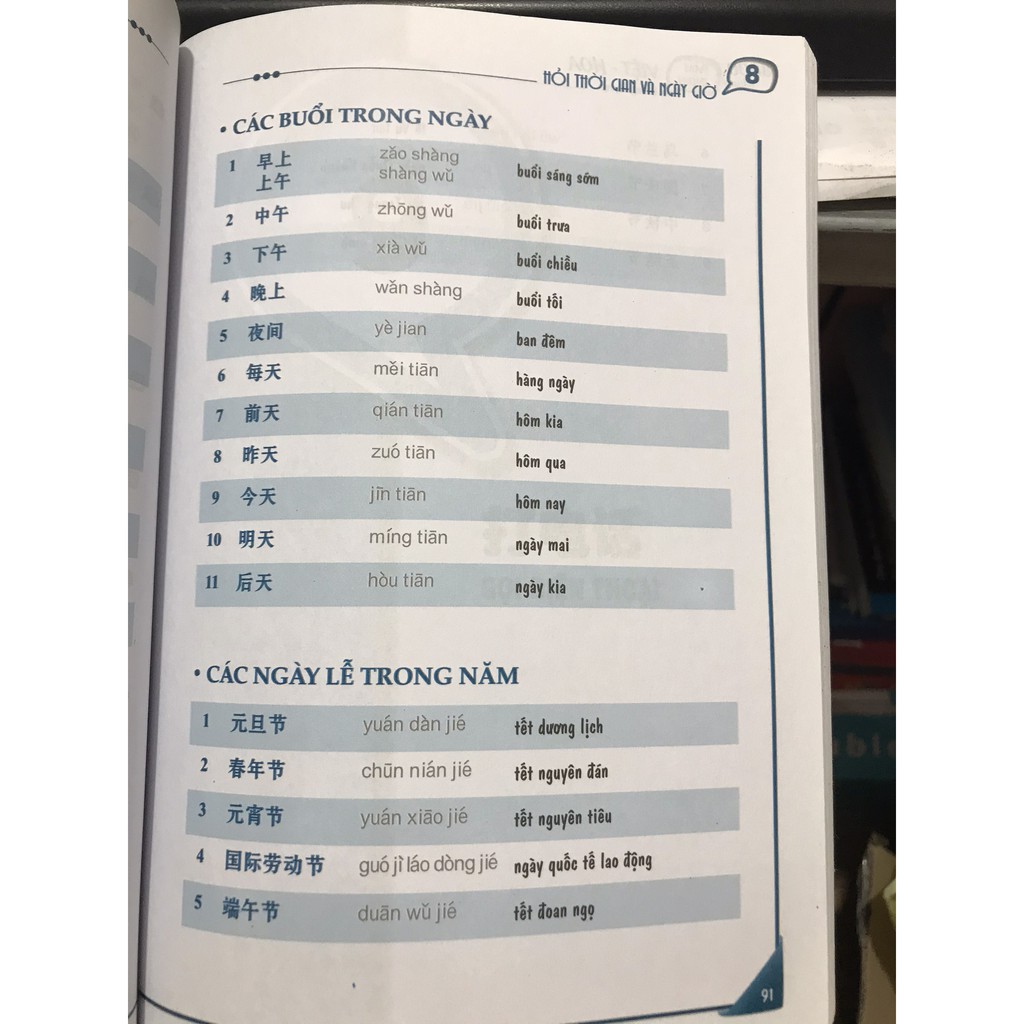 HỎI THỜI GIAN VÀ NGÀY GIỜ 8
• CÁC BUỔI TRONG NGÀY
1 早上 zăo shàng buổi sáng sớm
上午 shàng wŭ
2 中午 zhōng wŭ buổi trưa
3 下午 xià wŭ buổi chiều
4 晚上 wăn shàng buổi tối
5 夜间 yè jian ban đêm
6 每天 mĕi tiān hàng ngày
7 前天 qián tiān hôm kia
8 昨天 zuó tiān hôm qua
9 今天 jīn tiān hôm nay
10 明天 míng tiān ngày mai
11 后天 hòu tiān ngày kia
• CÁC NGÀY LỄ TRONG NĂM
1 元旦节 yuán dàn jié tết dương lịch
2 春年节 chūn nián jié tết nguyên đán
3 元宵节 yuán xiāo jié tết nguyên tiêu
4 国际劳动节 guó jì láo dòng jié ngày quốc tế lao động
5 端午节 duān wŭ jié tết đoan ngọ
91